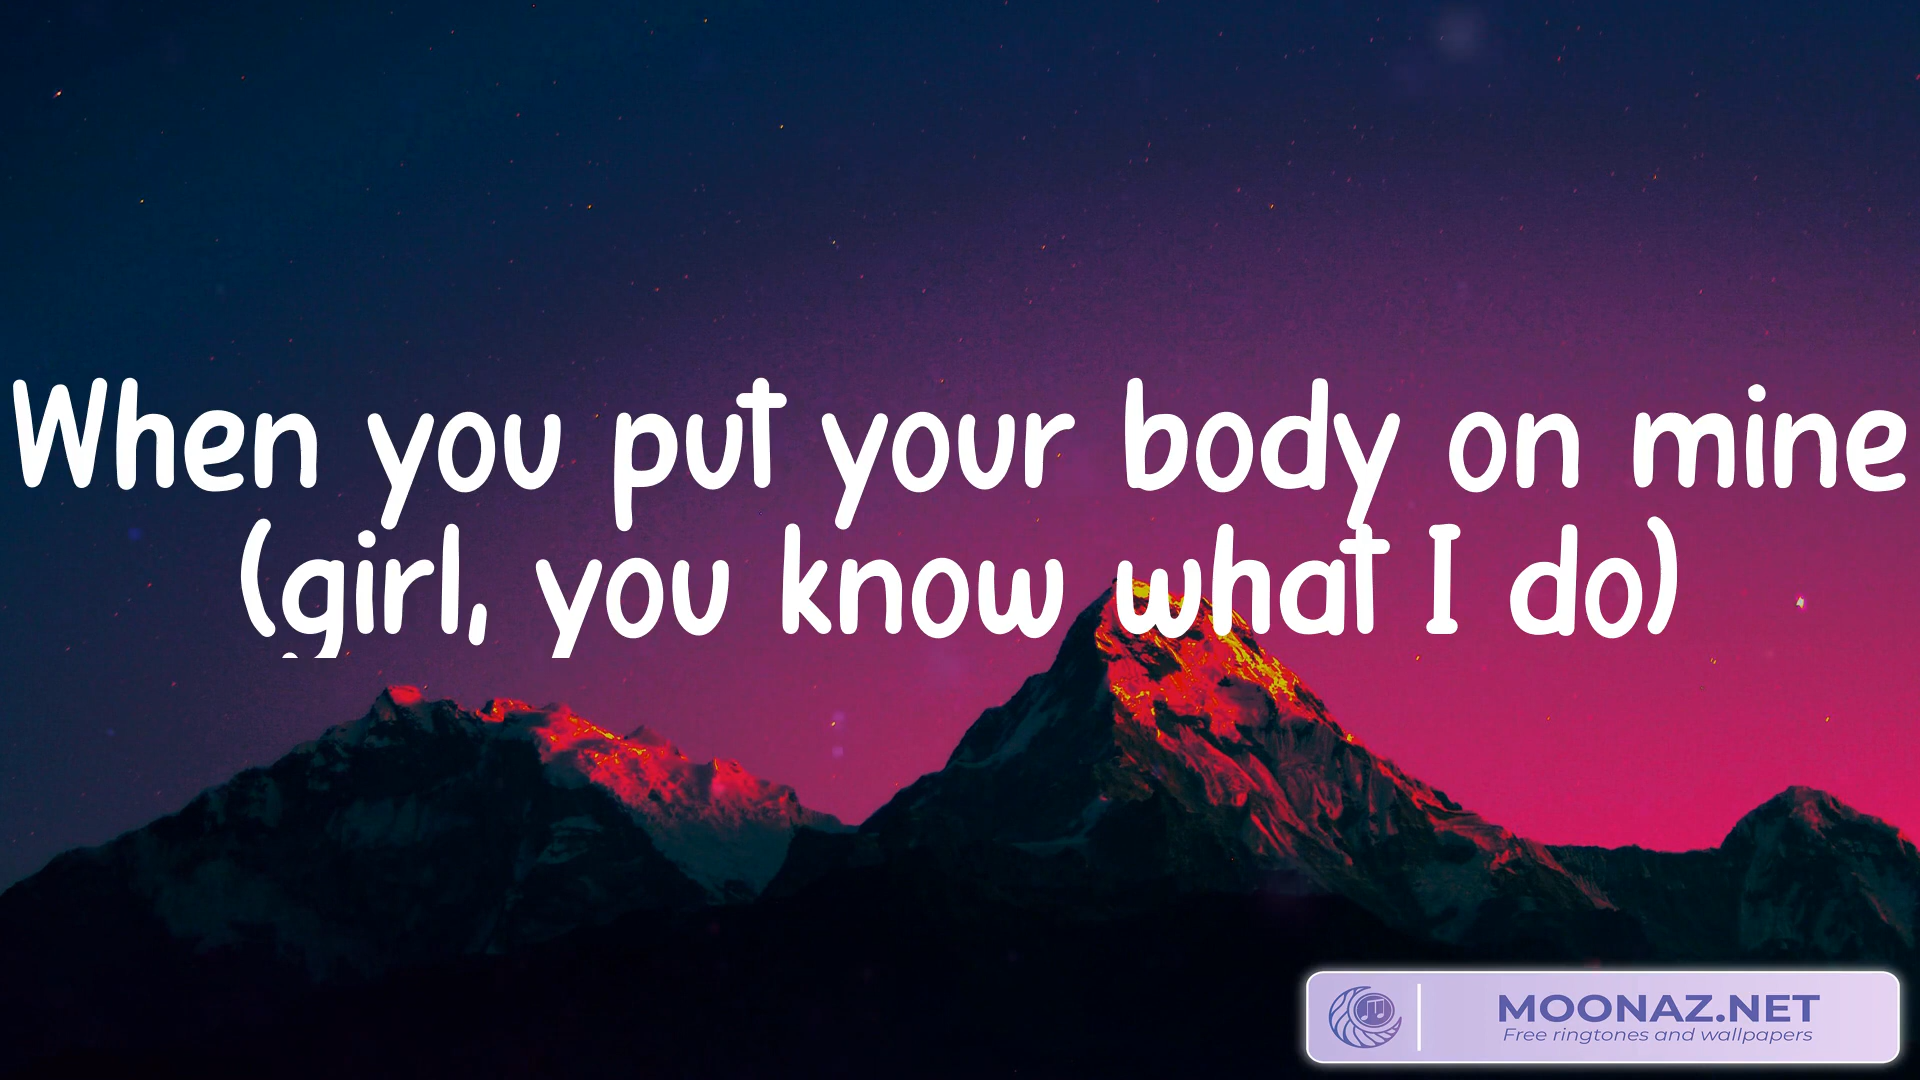 When you put your body on mine
(girl, you know what I do)
MOONAZ.NET
Free ringtones and wallpapers